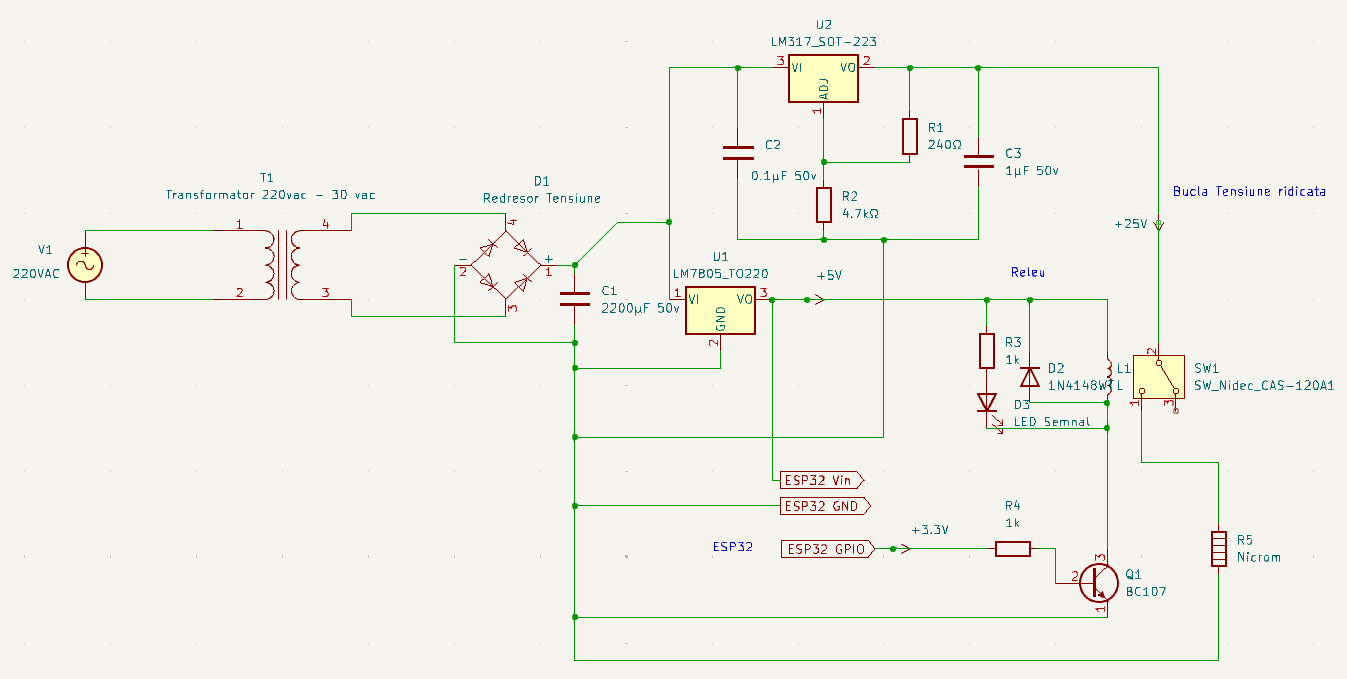 U2
LM317_SOT-223
3
VI
VO
2
ADJ
1
R1
240Ω
C2
0.1µF 50v
C3
1µF 50v
T1
Transformator 220vac - 30 vac
D1
Redresor Tensiune
Bucla Tensiune ridicata
R2
4.7kΩ
1
4
4
+25V
V1
220VAC
+
-
2
+
1
U1
LM7805_TO220
+5V
Releu
2
3
3
C1
2200µF 50v
1
VI
VO
3
GND
2
R3
1k
D2
1N4148WT
L1
L
2
SW1
SW_Nidec_CAS-120A1
1
3
D3
LED Semnal
ESP32 Vin
ESP32 GND
R4
1k
+3.3V
ESP32
ESP32 GPIO
R5
Nicrom
3
2
Q1
BC107
1